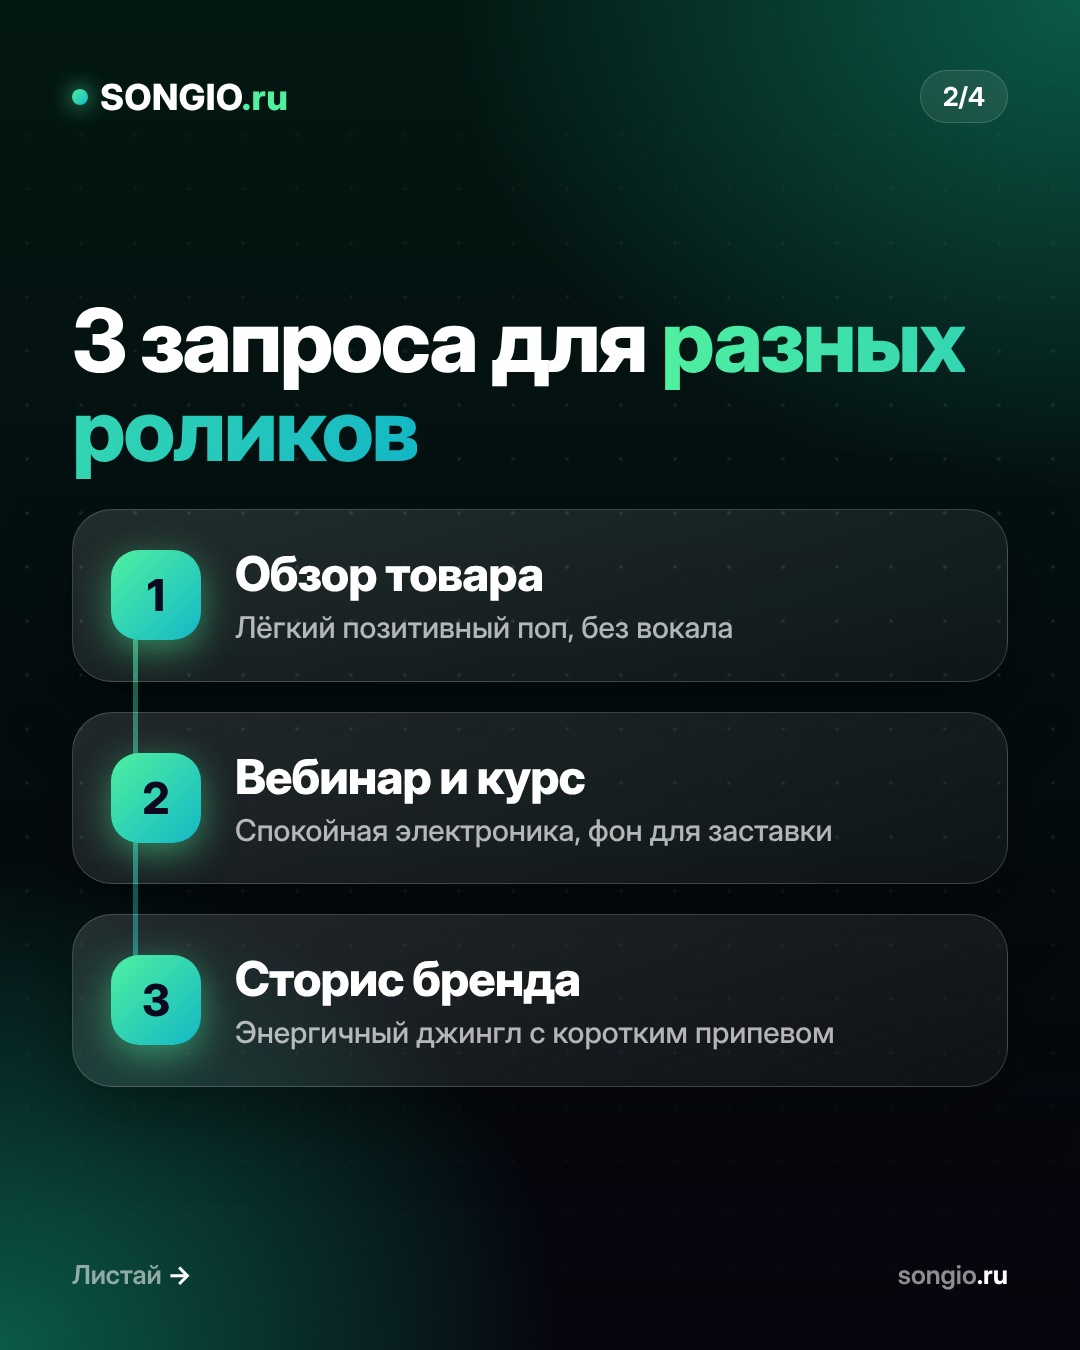 SONGIO.ru
2/4
3 запроса для разных
роликов
1
Обзор товара
Лёгкий позитивный поп, без вокала
2
Вебинар и курс
Спокойная электроника, фон для заставки
3
Сторис бренда
Энергичный джингл с коротким припевом
Листай →
songio.ru